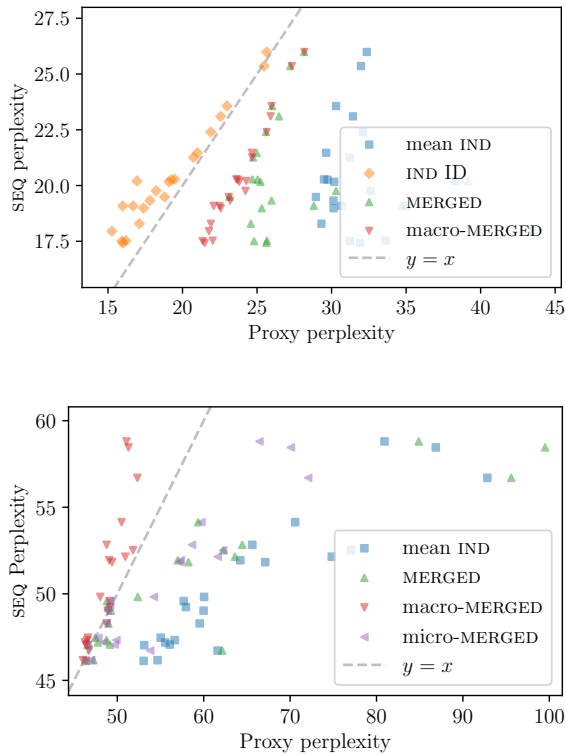 27.5
25.0
22.5
20.0
17.5
SEQ perplexity
mean IND
IND ID
MERGED
macro-MERGED
y = x
15 20 25 30 35 40 45
Proxy perplexity
60
55
50
45
SEQ Perplexity
mean IND
MERGED
macro-MERGED
micro-MERGED
y = x
50 60 70 80 90 100
Proxy perplexity